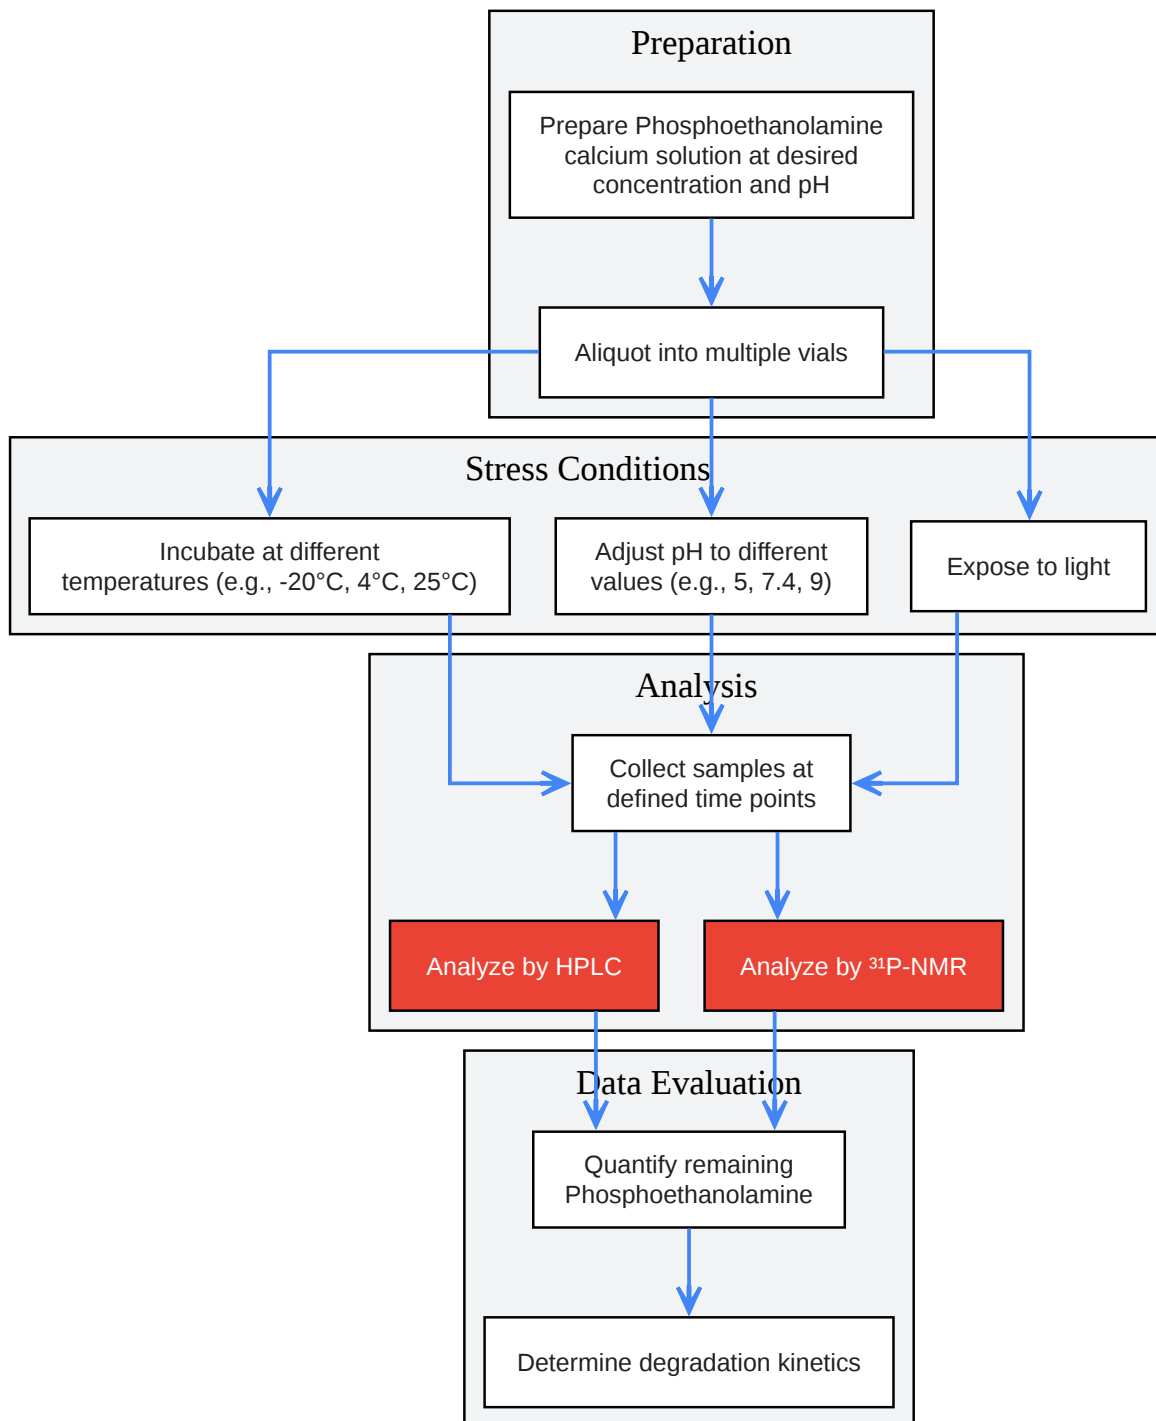 Preparation
Prepare Phosphoethanolamine
calcium solution at desired
concentration and pH
Aliquot into multiple vials
Stress Conditions
Incubate at different
temperatures (e.g., -20°C, 4°C, 25°C)
Adjust pH to different
values (e.g., 5, 7.4, 9)
Expose to light
Analysis
Collect samples at
defined time points
Analyze by HPLC
Analyze by ³¹P-NMR
Data Evaluation
Quantify remaining
Phosphoethanolamine
Determine degradation kinetics